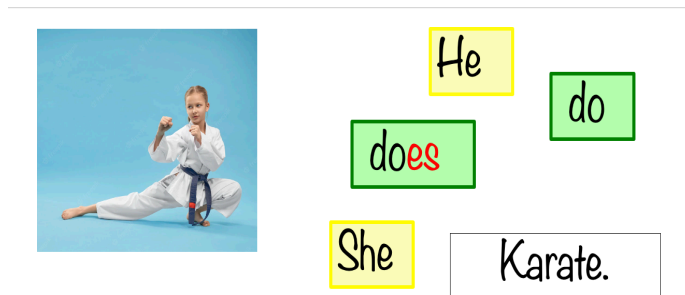 He
do
does
She
Karate.